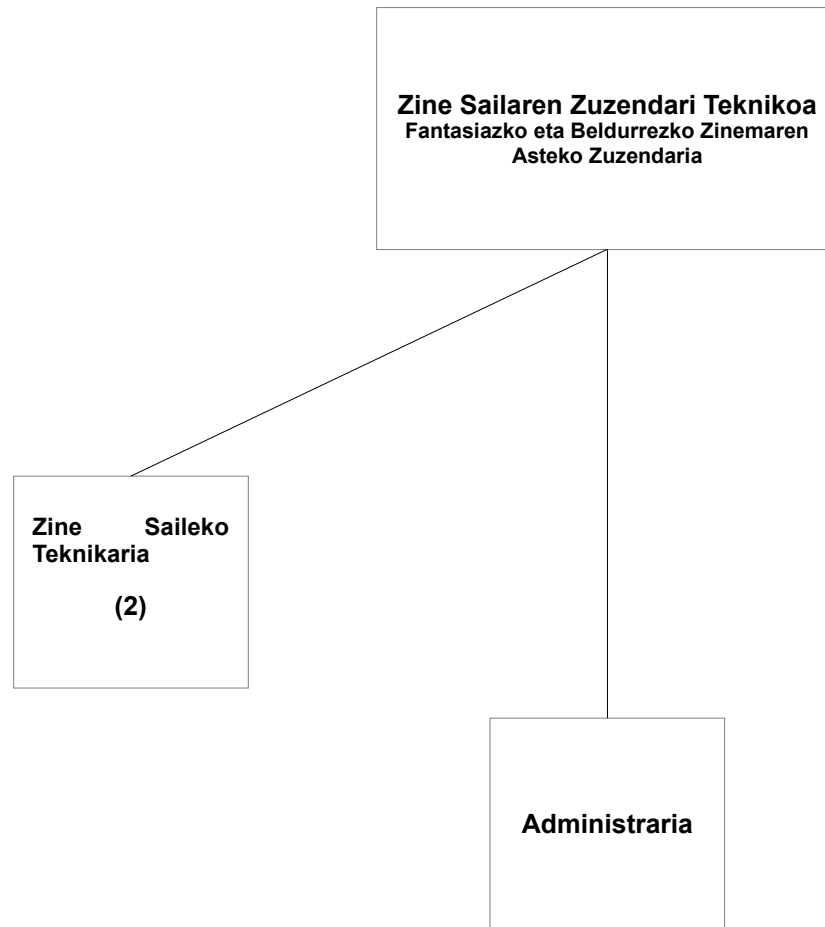 Zine Sailaren Zuzendari Teknikoa
Fantasiazko eta Beldurrezko Zinemaren
Asteko Zuzendaria
Zine Saileko
Teknikaria
(2)
Administraria